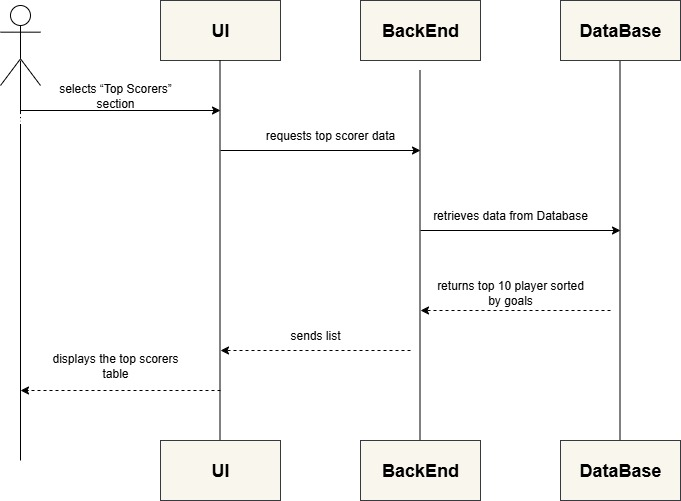 UI
BackEnd
DataBase
selects “Top Scorers”
section
requests top scorer data
retrieves data from Database
returns top 10 player sorted
by goals
sends list
displays the top scorers
table
UI
BackEnd
DataBase